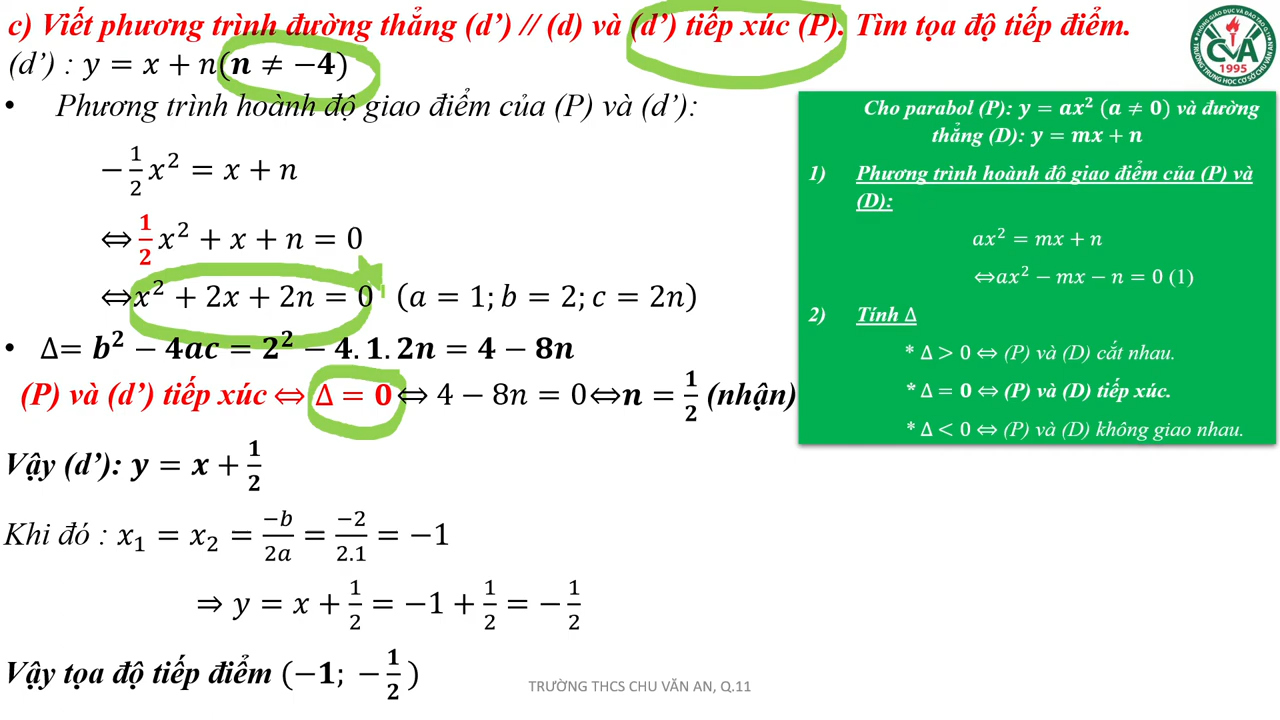 c) Viết phương trình đường thẳng (d’) // (d) và (d’) tiếp xúc (P). Tìm tọa độ tiếp điểm.
(d’) : y = x + n(n ≠ −4)
• Phương trình hoành độ giao điểm của (P) và (d’):
−1/2 x² = x + n
⇔ 1/2 x² + x + n = 0
⇔ x² + 2x + 2n = 0 (a = 1; b = 2; c = 2n)
• Δ= b² − 4ac = 2² − 4.1.2n = 4 − 8n
(P) và (d’) tiếp xúc ⇔ Δ = 0 ⇔ 4 − 8n = 0 ⇔ n = 1/2 (nhận)
Vậy (d’): y = x + 1/2
Khi đó : x₁ = x₂ = −b/2a = −2/2.1 = −1
⇒ y = x + 1/2 = −1 + 1/2 = −1/2
Vậy tọa độ tiếp điểm (−1; −1/2)
Cho parabol (P): y = ax² (a ≠ 0) và đường
thẳng (D): y = mx + n
1) Phương trình hoành độ giao điểm của (P) và
(D):
ax² = mx + n
⇔ax² − mx − n = 0 (1)
2) Tính Δ
* Δ > 0 ⇔ (P) và (D) cắt nhau.
* Δ = 0 ⇔ (P) và (D) tiếp xúc.
* Δ < 0 ⇔ (P) và (D) không giao nhau.
CVA
1995
TRƯỜNG THCS CHU VĂN AN, Q.11